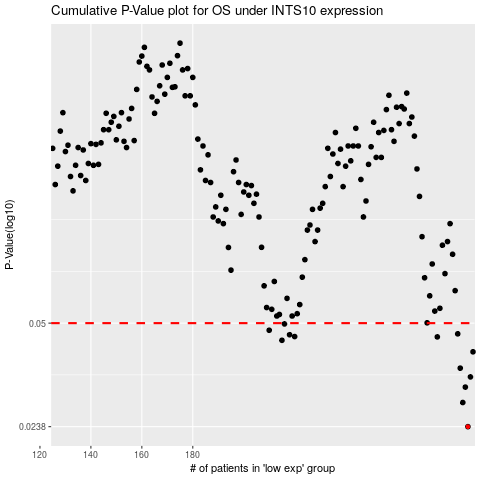 Cumulative P-Value plot for OS under INTS10 expression
P-Value(log10)
0.05
0.0238
120 140 160 180
# of patients in 'low exp' group